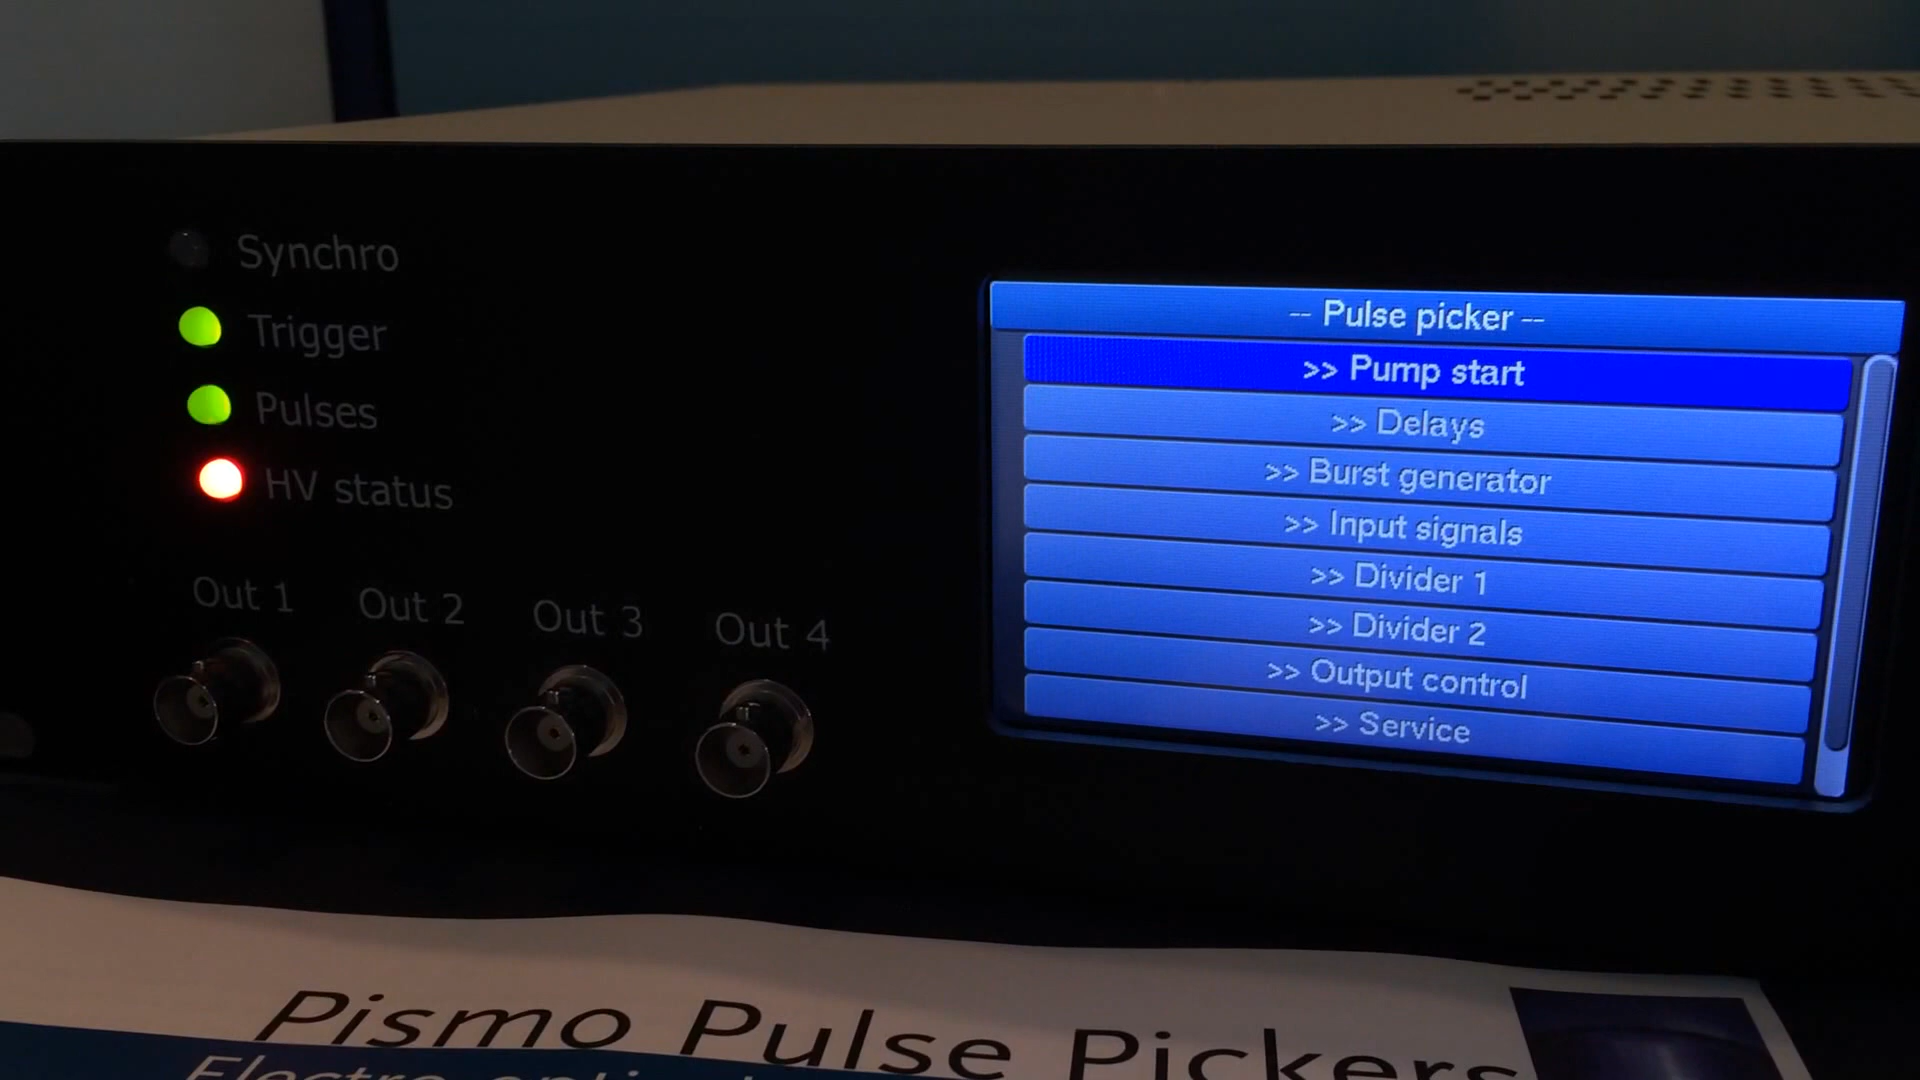 Synchro
Trigger
Pulses
HV status
Out 1
Out 2
Out 3
Out 4
-- Pulse picker --
>> Pump start
>> Delays
>> Burst generator
>> Input signals
>> Divider 1
>> Divider 2
>> Output control
>> Service
Pismo Pulse Pickers